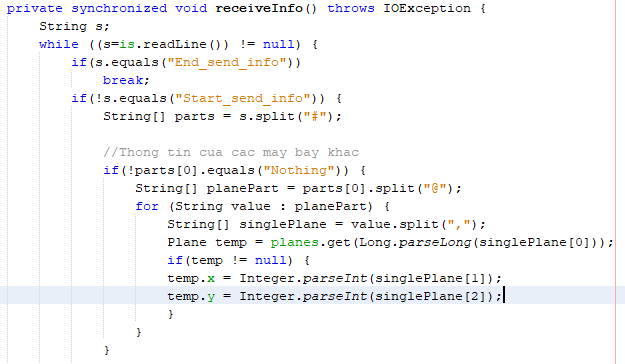 private synchronized void receiveInfo() throws IOException {
String s;
while ((s=is.readLine()) != null) {
if(s.equals("End_send_info"))
break;
if(!s.equals("Start_send_info")) {
String[] parts = s.split("#");
//Thong tin cua cac may bay khac
if(!parts[0].equals("Nothing")) {
String[] planePart = parts[0].split("@");
for (String value : planePart) {
String[] singlePlane = value.split(",");
Plane temp = planes.get(Long.parseLong(singlePlane[0]));
if(temp != null) {
temp.x = Integer.parseInt(singlePlane[1]);
temp.y = Integer.parseInt(singlePlane[2]);
}
}
}